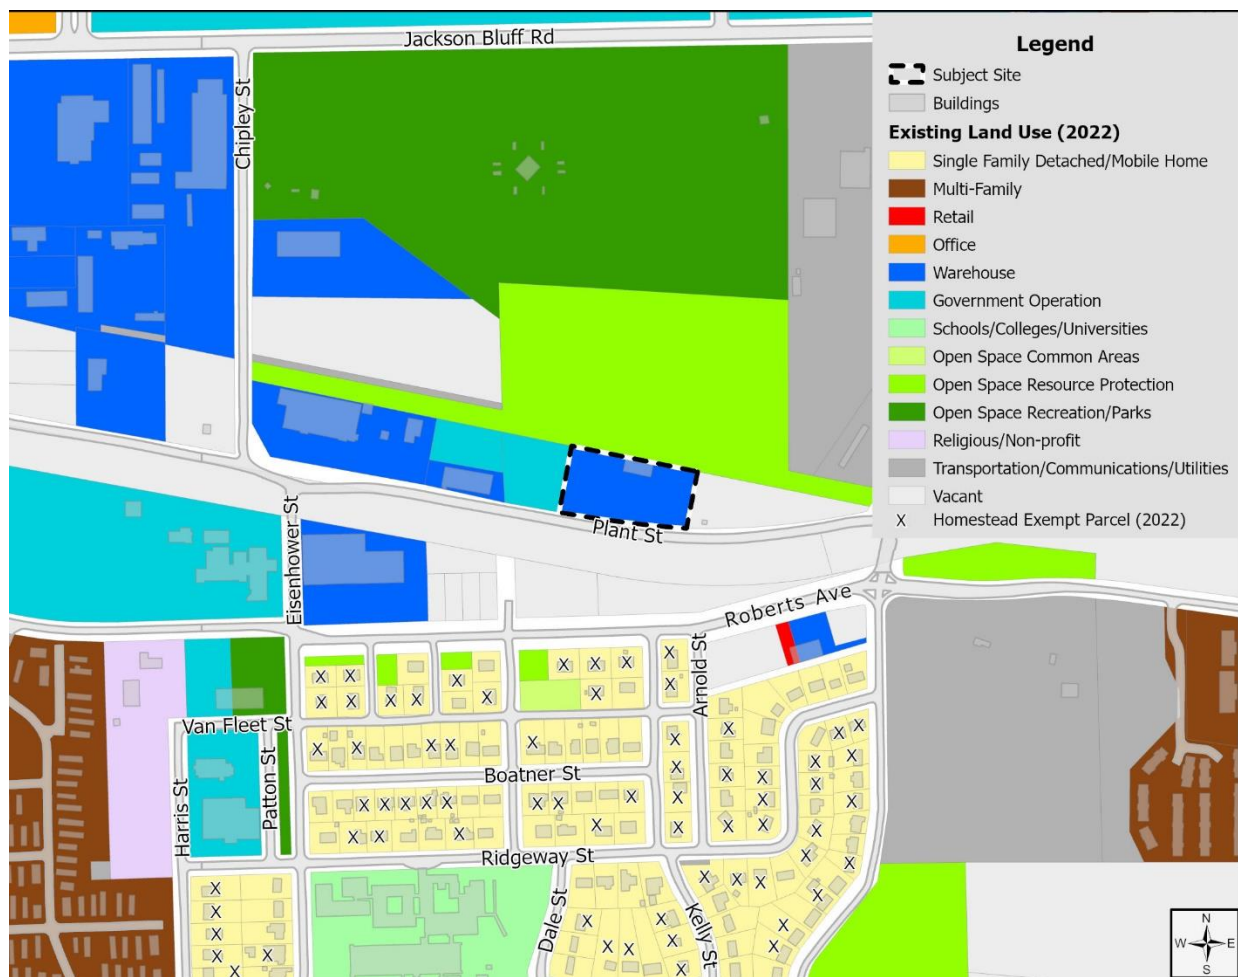 Jackson Bluff Rd
Chipley St
Eisenhower St
Plant St
Roberts Ave
Arnold St
Van Fleet St
Patton St
Harris St
Boatner St
Ridgeway St
Dale St
Kelly St
Legend
Subject Site
Buildings
Existing Land Use (2022)
Single Family Detached/Mobile Home
Multi-Family
Retail
Office
Warehouse
Government Operation
Schools/Colleges/Universities
Open Space Common Areas
Open Space Resource Protection
Open Space Recreation/Parks
Religious/Non-profit
Transportation/Communications/Utilities
Vacant
X Homestead Exempt Parcel (2022)
N
W E
S